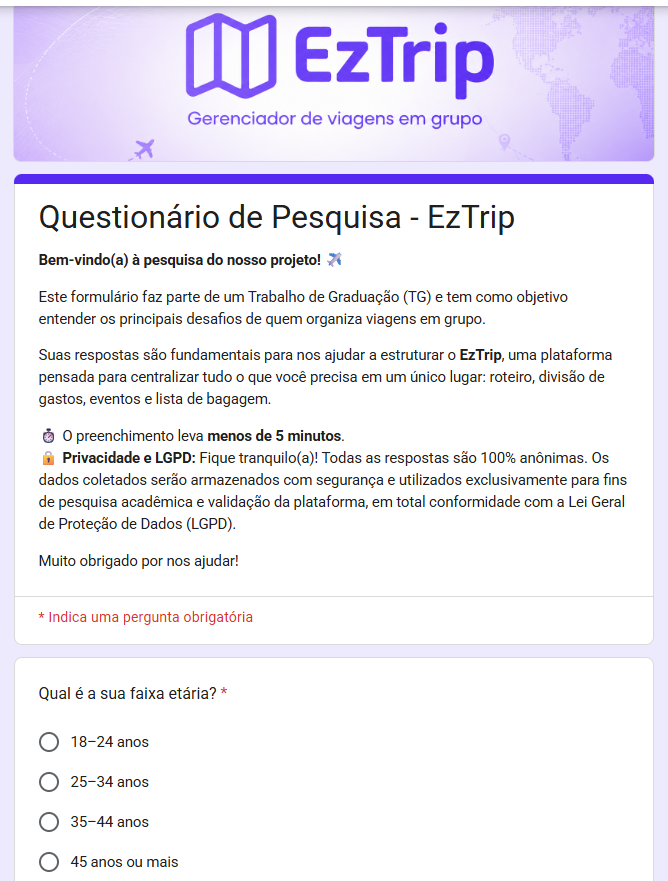 EzTrip
Gerenciador de viagens em grupo
Questionário de Pesquisa - EzTrip
Bem-vindo(a) à pesquisa do nosso projeto! ✈️
Este formulário faz parte de um Trabalho de Graduação (TG) e tem como objetivo
entender os principais desafios de quem organiza viagens em grupo.
Suas respostas são fundamentais para nos ajudar a estruturar o EzTrip, uma plataforma
pensada para centralizar tudo o que você precisa em um único lugar: roteiro, divisão de
gastos, eventos e lista de bagagem.
⏱️ O preenchimento leva menos de 5 minutos.
🔒 Privacidade e LGPD: Fique tranquilo(a)! Todas as respostas são 100% anônimas. Os
dados coletados serão armazenados com segurança e utilizados exclusivamente para fins
de pesquisa acadêmica e validação da plataforma, em total conformidade com a Lei Geral
de Proteção de Dados (LGPD).
Muito obrigado por nos ajudar!
* Indica uma pergunta obrigatória
Qual é a sua faixa etária? *
18–24 anos
25–34 anos
35–44 anos
45 anos ou mais